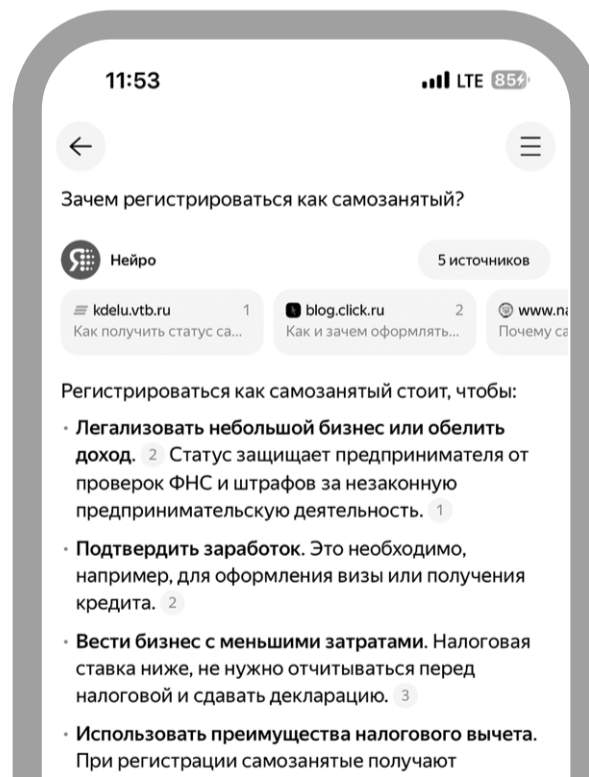 11:53
LTE 85
Зачем регистрироваться как самозанятый?
Нейро
5 источников
kdelu.vtb.ru 1
Как получить статус са...
blog.click.ru 2
Как и зачем оформлять...
www.na
Почему са
Регистрироваться как самозанятый стоит, чтобы:
• Легализовать небольшой бизнес или обелить
доход. 2 Статус защищает предпринимателя от
проверок ФНС и штрафов за незаконную
предпринимательскую деятельность. 1
• Подтвердить заработок. Это необходимо,
например, для оформления визы или получения
кредита. 2
• Вести бизнес с меньшими затратами. Налоговая
ставка ниже, не нужно отчитываться перед
налоговой и сдавать декларацию. 3
• Использовать преимущества налогового вычета.
При регистрации самозанятые получают